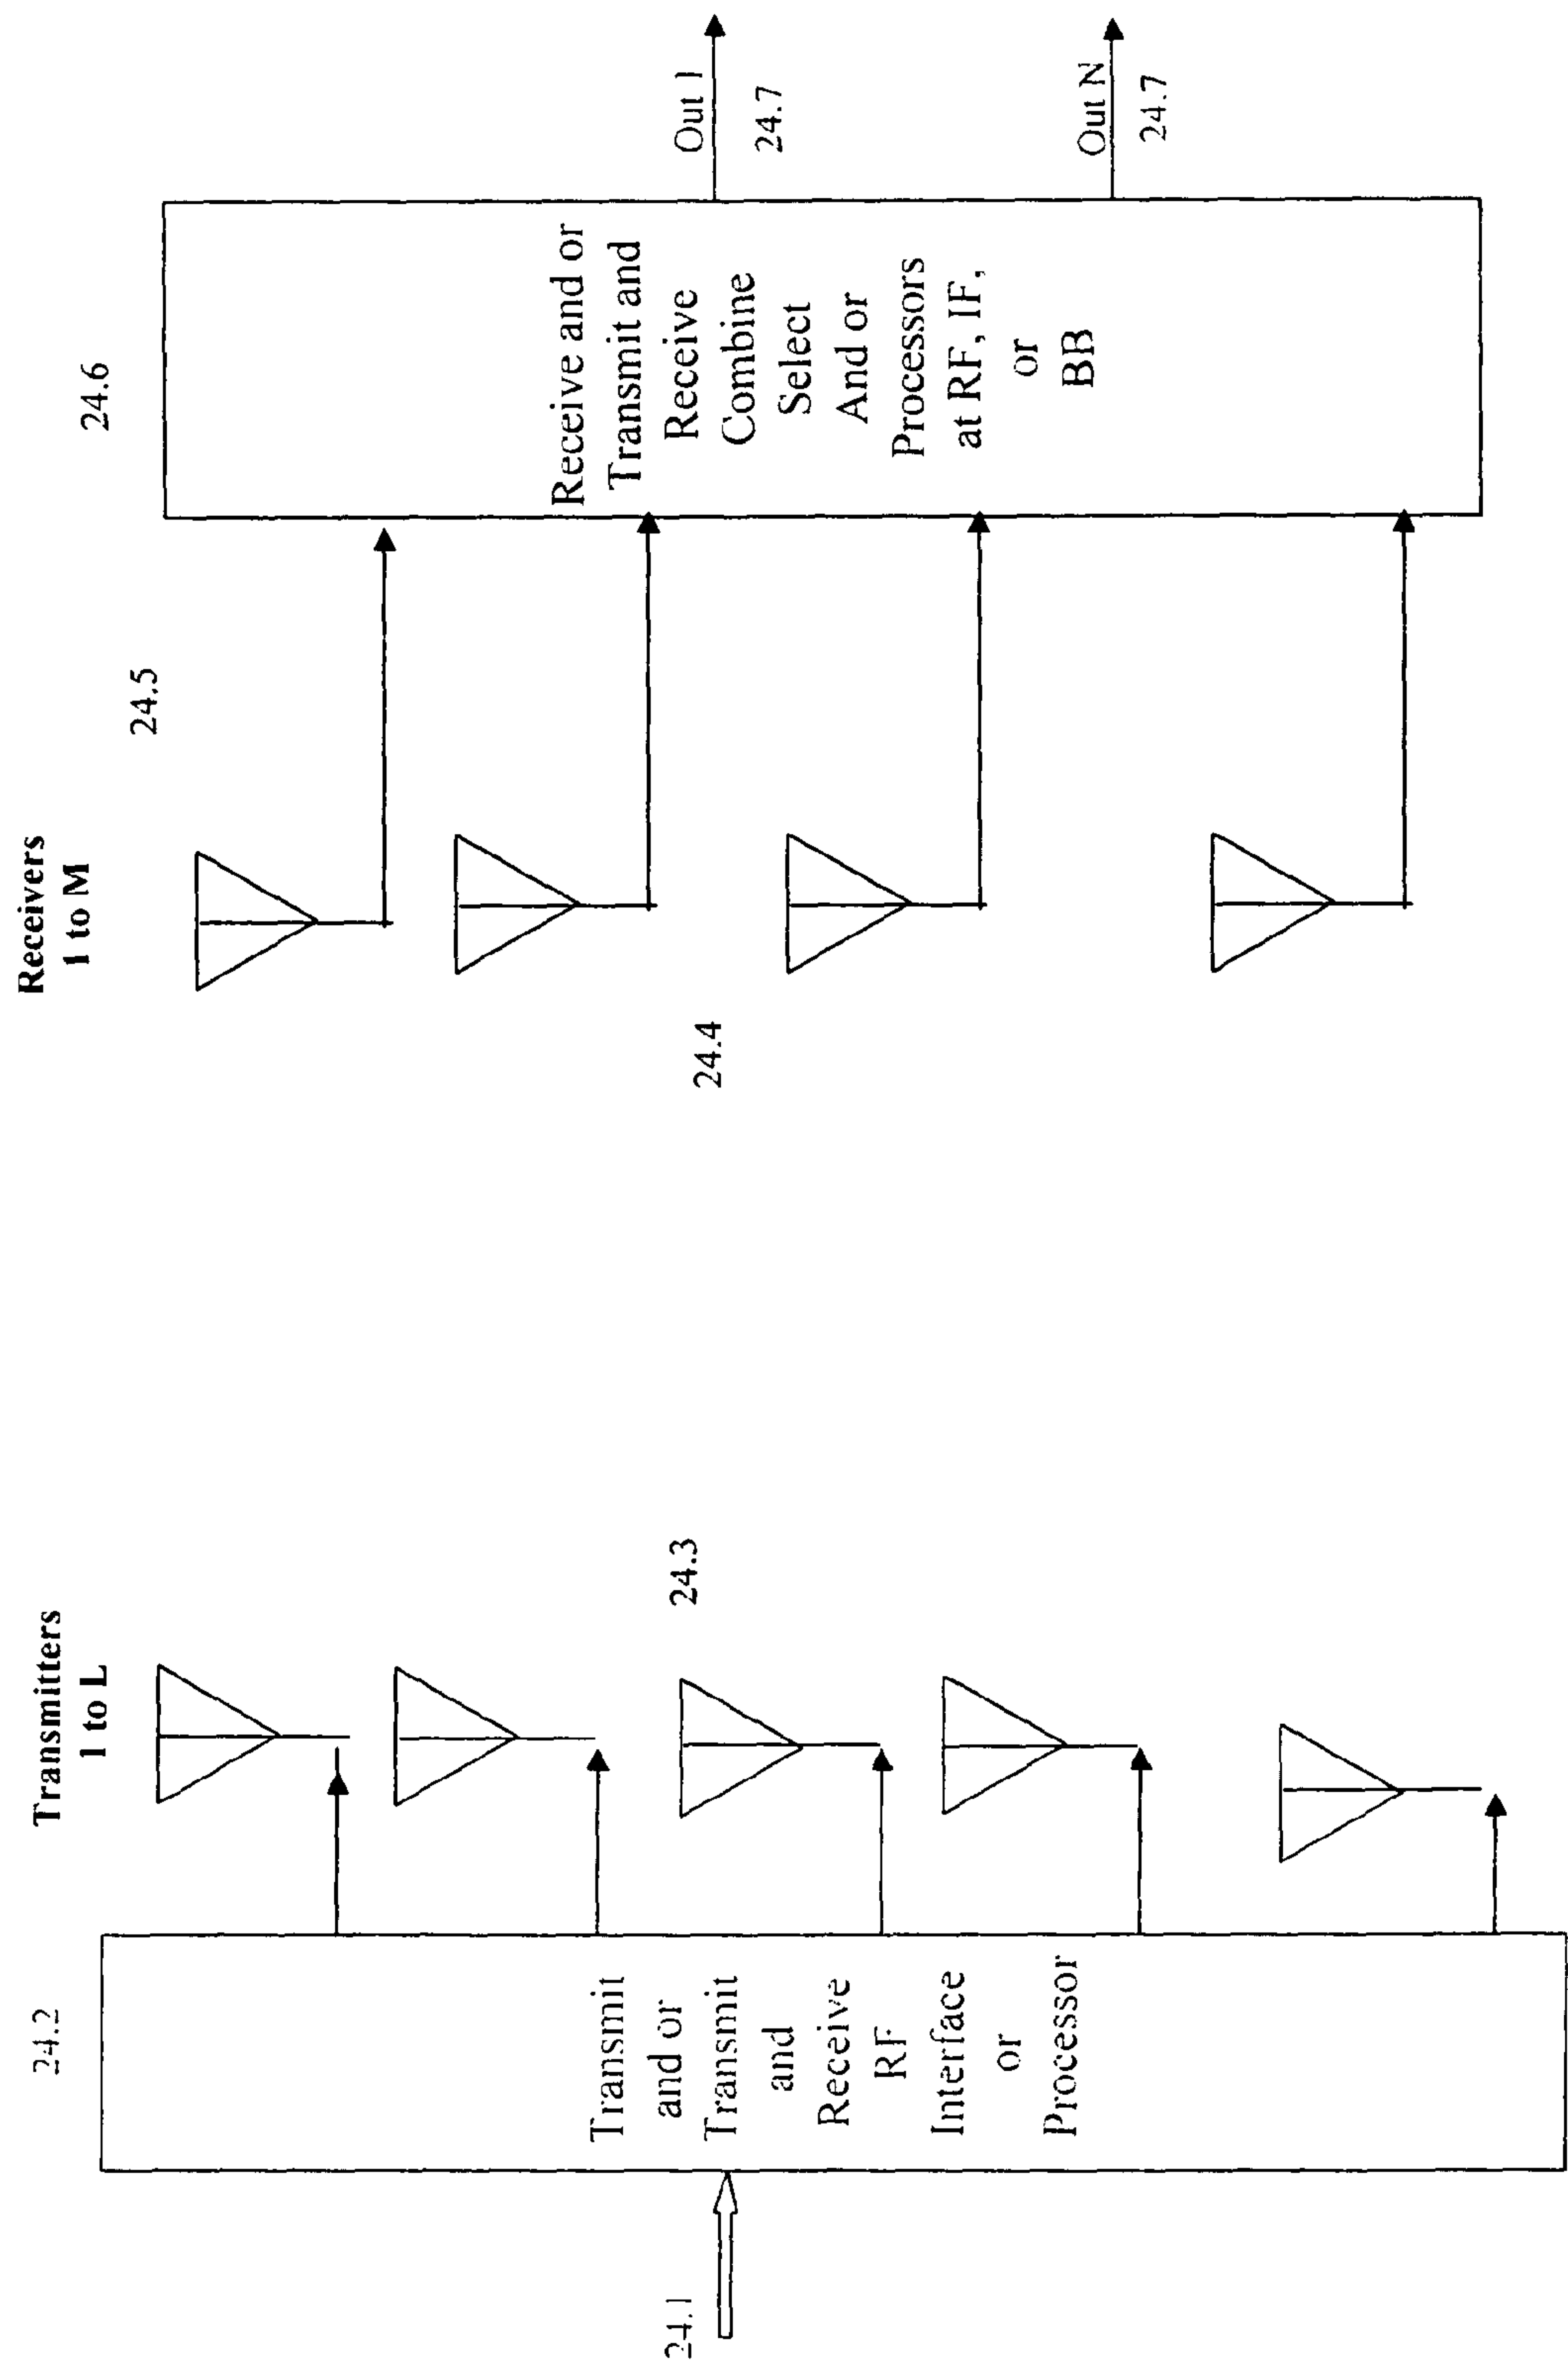 Transmitters
1 to L
Receivers
1 to M
24.1
24.2
Transmit
and or
Transmit
and
Receive
RF
Interface
or
Processor
24.3
24.4
24.5
24.6
Receive and or
Transmit and
Receive
Combine
Select
And or
Processors
at RF, IF,
or
BB
Out 1
24.7
Out N
24.7